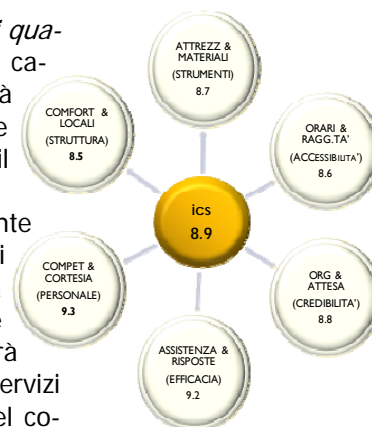 i qua-
ca-
à
e
il
nte
i
e
rà
ervizi
el co-
ATTREZZ &
MATERIALI
(STRUMENTI)
8.7
COMFORT &
LOCALI
(STRUTTURA)
8.5
ORARI &
RAGG.TA'
(ACCESSIBILITA')
8.6
ics
8.9
COMPET &
CORTESIA
(PERSONALE)
9.3
ORG &
ATTESA
(CREDIBILITA')
8.8
ASSISTENZA &
RISPOSTE
(EFFICACIA)
9.2